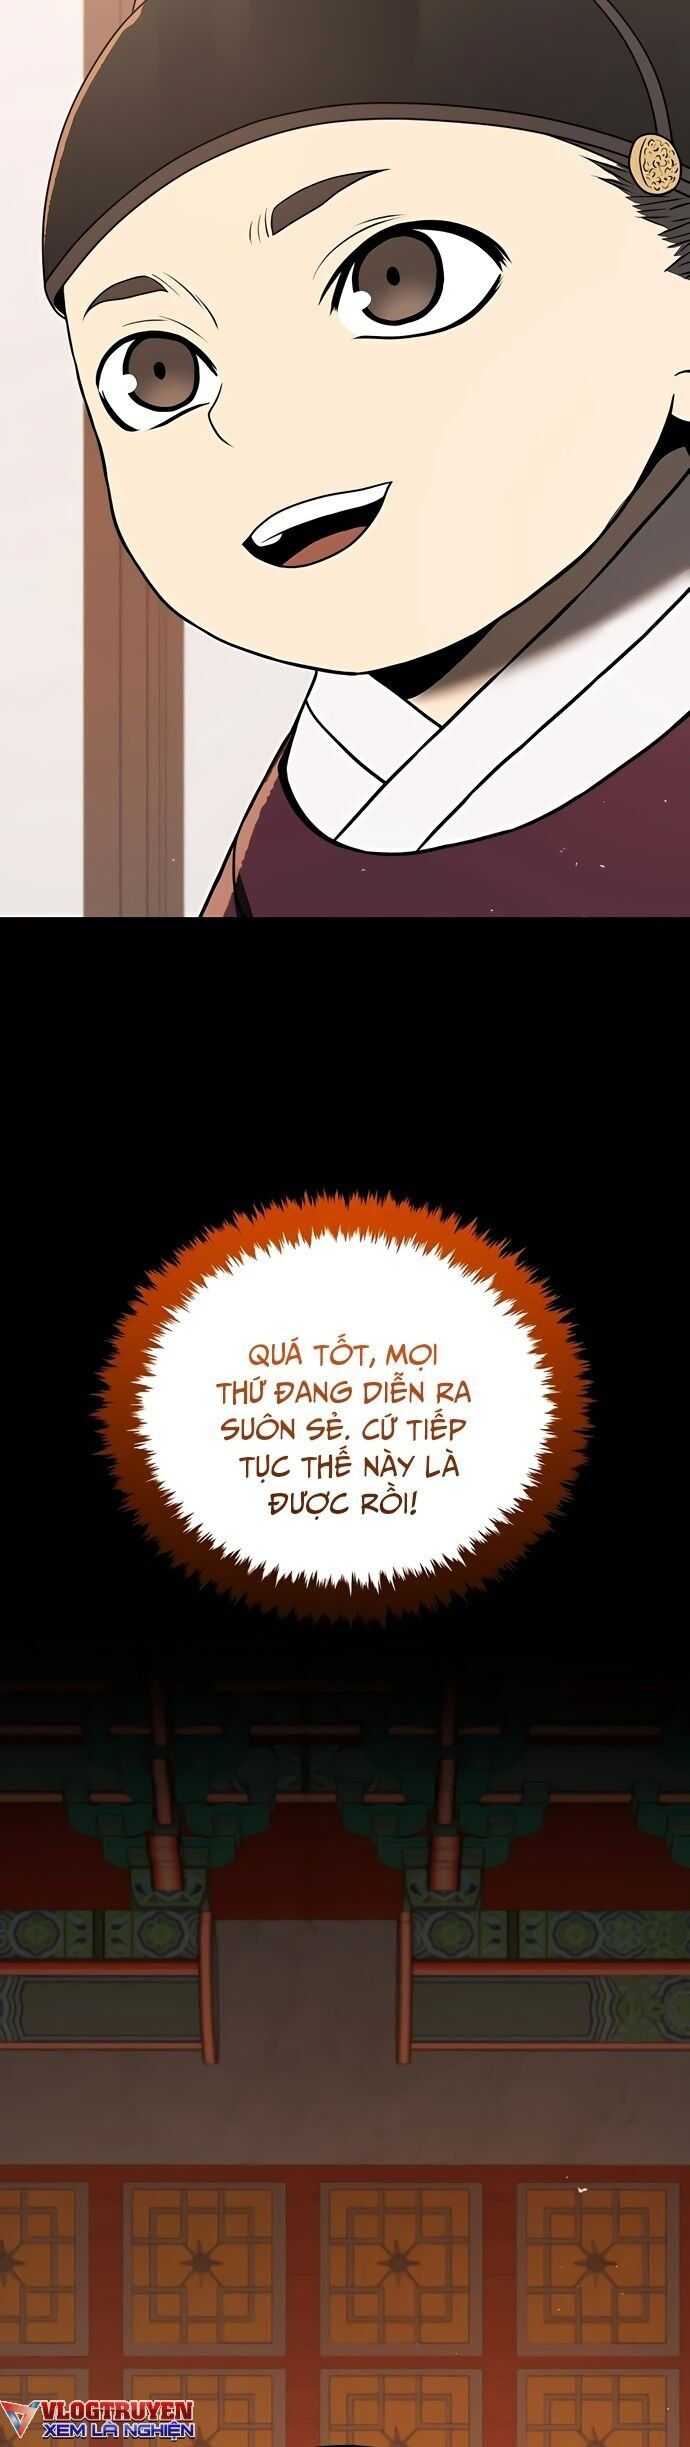 QUÁ TỐT, MỌI
THỨ ĐANG DIỄN RA
SUÔN SẺ. CỨ TIẾP
TỤC THẾ NÀY LÀ
ĐƯỢC RỒI!
VLOGTRUYEN
XEM LÀ NGHIỆN